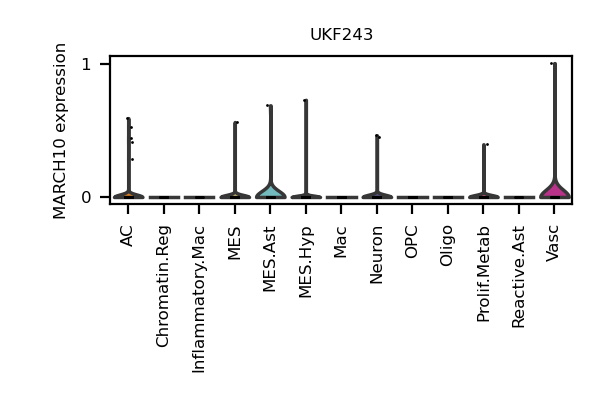 UKF243
MARCH10 expression
1
0
AC
Chromatin.Reg
Inflammatory.Mac
MES
MES.Ast
MES.Hyp
Mac
Neuron
OPC
Oligo
Prolif.Metab
Reactive.Ast
Vasc